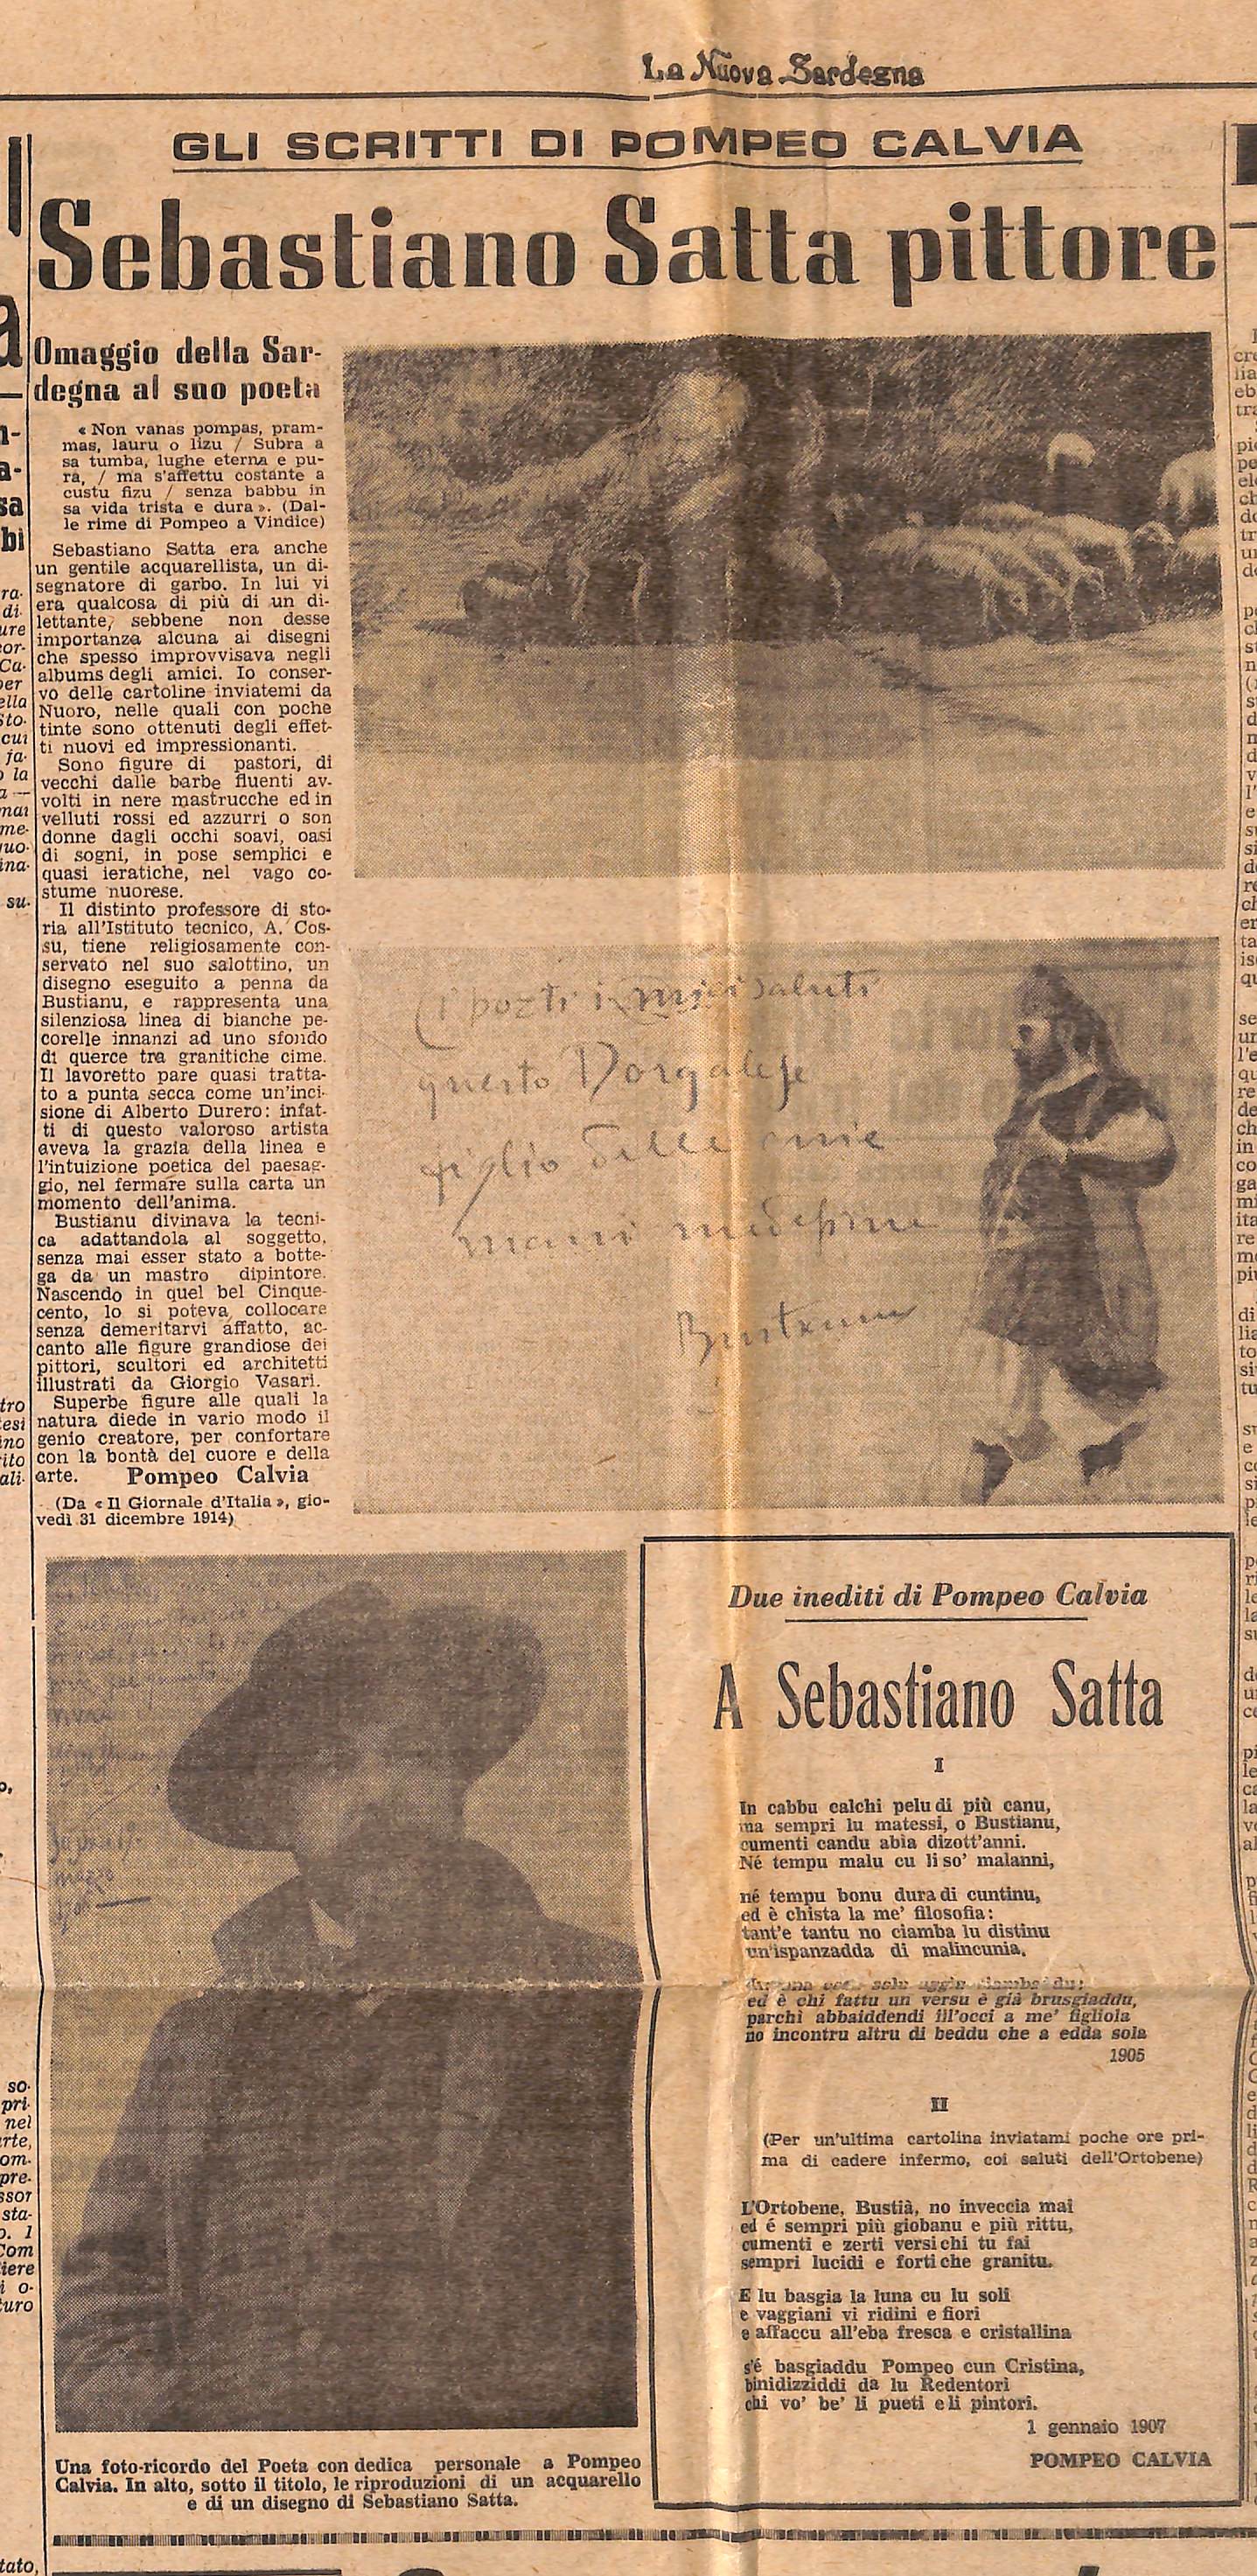 La Nuova Sardegna
GLI SCRITTI DI POMPEO CALVIA
Sebastiano Satta pittore
Omaggio della Sar-
degna al suo poeta
« Non vanas pompas, pram-
mas, lauru o lizu / Subra a
sa tumba, lughe eterna e pu-
ra, / ma s'affettu costante a
custu fizu / senza babbu in
sa vida trista e dura ». (Dal-
le rime di Pompeo a Vindice)
Sebastiano Satta era anche
un gentile acquarellista, un di-
segnatore di garbo. In lui vi
era qualcosa di più di un di-
lettante, sebbene non desse
importanza alcuna ai disegni
che spesso improvvisava negli
albums degli amici. Io conser-
vo delle cartoline inviatemi da
Nuoro, nelle quali con poche
tinte sono ottenuti degli effet-
ti nuovi ed impressionanti.
Sono figure di pastori, di
vecchi dalle barbe fluenti av-
volti in nere mastrucche ed in
velluti rossi ed azzurri o son
donne dagli occhi soavi, oasi
di sogni, in pose semplici e
quasi ieratiche, nel vago co-
stume nuorese.
Il distinto professore di sto-
ria all'Istituto tecnico, A. Cos-
su, tiene religiosamente con-
servato nel suo salottino, un
disegno eseguito a penna da
Bustianu, e rappresenta una
silenziosa linea di bianche pe-
corelle innanzi ad uno sfondo
di querce tra granitiche cime.
Il lavoretto pare quasi tratta-
to a punta secca come un'inci-
sione di Alberto Durero: infat-
ti di questo valoroso artista
aveva la grazia della linea e
l'intuizione poetica del paesag-
gio, nel fermare sulla carta un
momento dell'anima.
Bustianu divinava la tecni-
ca adattandola al soggetto,
senza mai esser stato a botte-
ga da un mastro dipintore.
Nascendo in quel bel Cinque-
cento, lo si poteva collocare
senza demeritarvi affatto, ac-
canto alle figure grandiose dei
pittori, scultori ed architetti
illustrati da Giorgio Vasari.
Superbe figure alle quali la
natura diede in vario modo il
genio creatore, per confortare
con la bontà del cuore e della
arte. Pompeo Calvia
(Da « Il Giornale d'Italia », gio-
vedì 31 dicembre 1914)
i miei saluti
questo Dorgalese
figlio delle mie
mani medesime
Bustianu
Una foto-ricordo del Poeta con dedica personale a Pompeo
Calvia. In alto, sotto il titolo, le riproduzioni di un acquarello
e di un disegno di Sebastiano Satta.
Due inediti di Pompeo Calvia
A Sebastiano Satta
I
In cabbu calchi pelu di più canu,
ma sempri lu matessi, o Bustianu,
cumenti candu abia dizott'anni.
Né tempu malu cu li so' malanni,
né tempu bonu dura di cuntinu,
ed è chista la me' filosofia:
tant'e tantu no ciamba lu distinu
un'ispanzadda di malincunia.
ed è chi fattu un versu è già brusgiaddu,
parchì abbaiddendi ill'occi a me' figliola
no incontru altru di beddu che a edda sola
1905
II
(Per un'ultima cartolina inviatami poche ore pri-
ma di cadere infermo, coi saluti dell'Ortobene)
L'Ortobene, Bustià, no inveccia mai
ed é sempri più giobanu e più rittu,
cumenti e zerti versi chi tu fai
sempri lucidi e forti che granitu.
E lu basgia la luna cu lu soli
e vaggiani vi ridini e fiori
e affaccu all'eba fresca e cristallina
s'é basgiaddu Pompeo cun Cristina,
binidizziddi da lu Redentori
chi vo' be' li pueti e li pintori.
1 gennaio 1907
POMPEO CALVIA